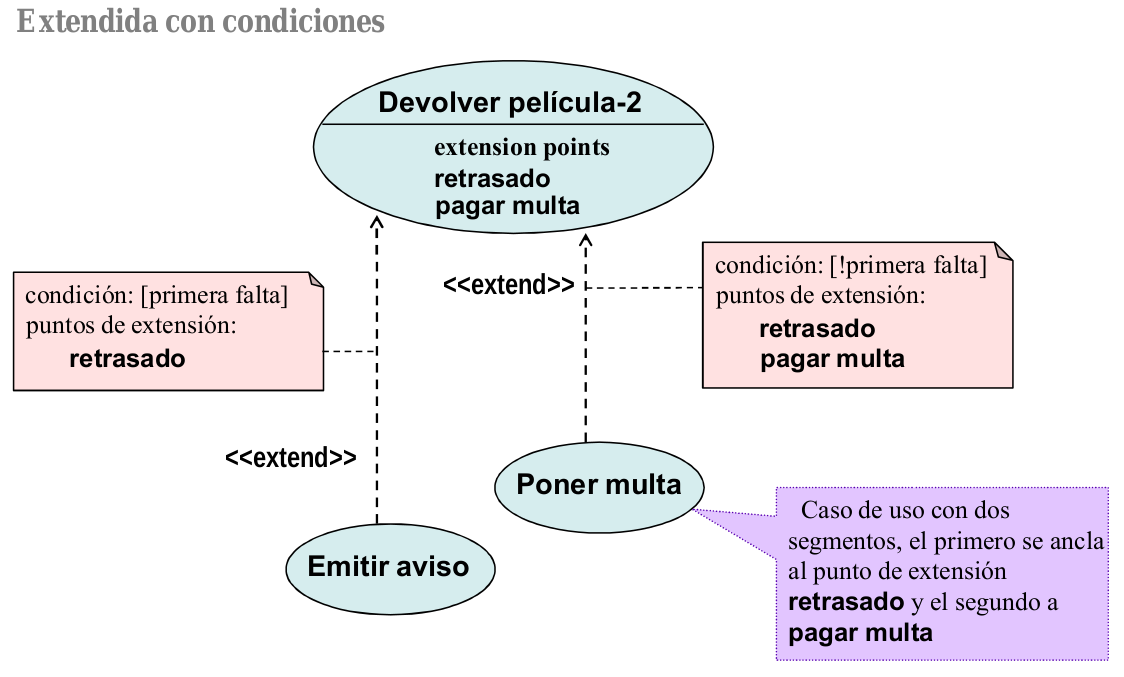 Extendida con condiciones
Devolver película-2
extension points
retrasado
pagar multa
condición: [primera falta]
puntos de extensión:
retrasado
<<extend>>
condición: [!primera falta]
puntos de extensión:
retrasado
pagar multa
<<extend>>
Poner multa
Emitir aviso
Caso de uso con dos
segmentos, el primero se ancla
al punto de extensión
retrasado y el segundo a
pagar multa